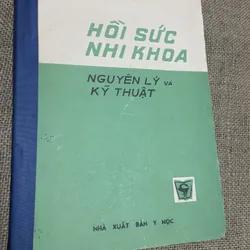 HỒI SỨC
NHI KHOA
NGUYÊN LÝ VÀ
KỸ THUẬT
NHÀ XUẤT BẢN Y HỌC